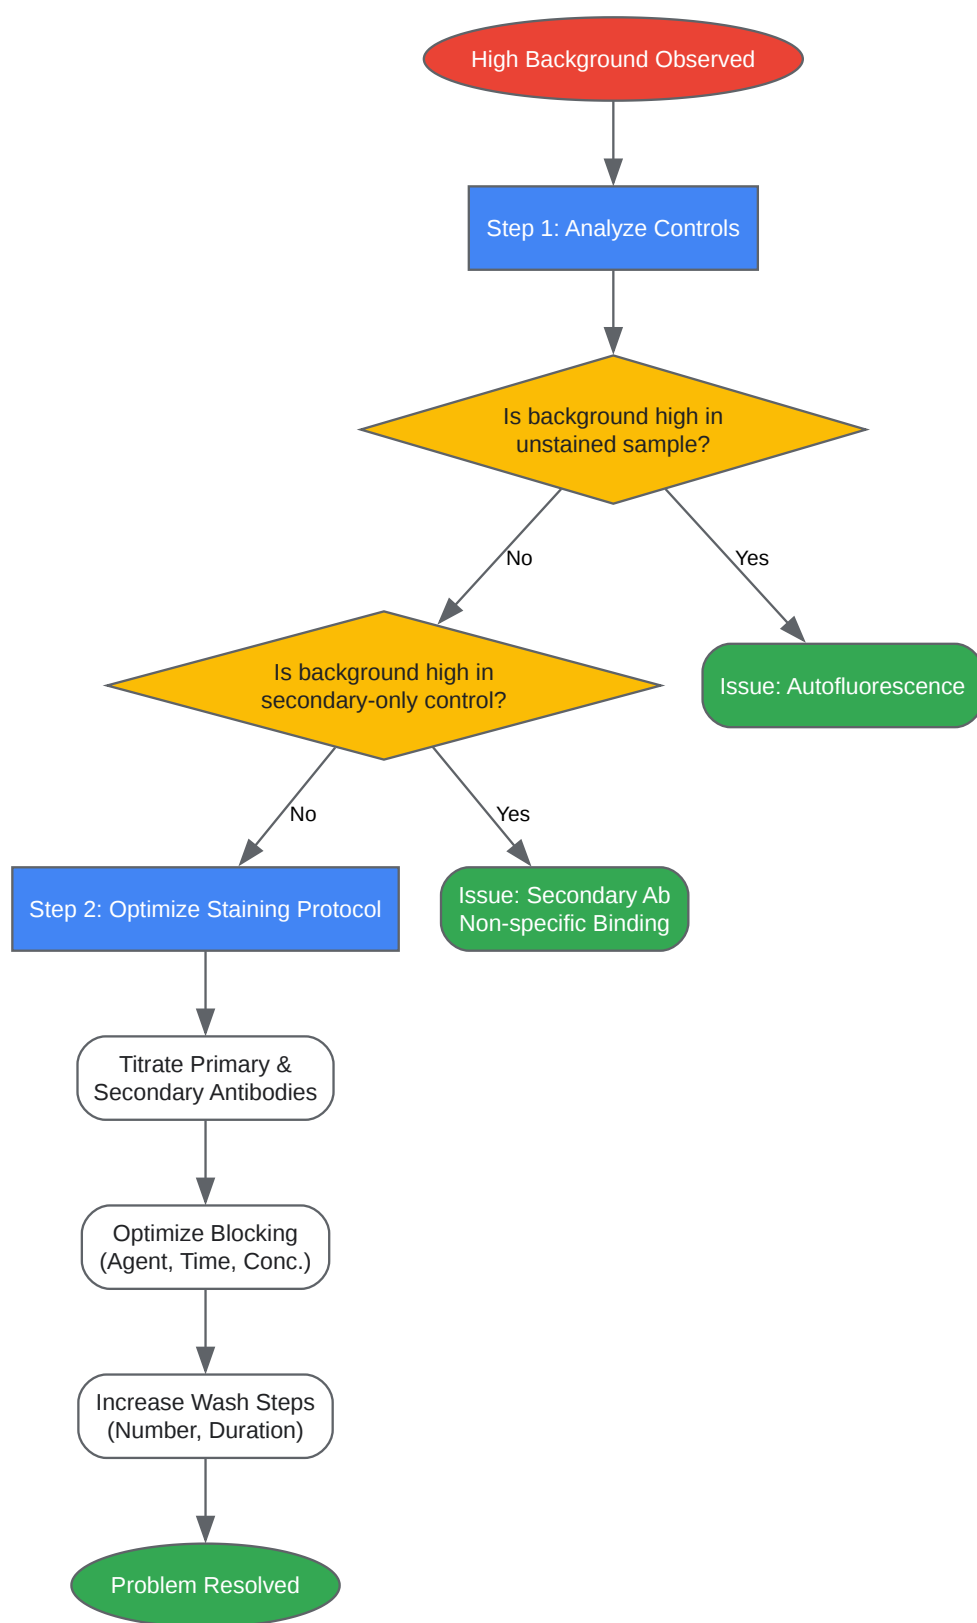 High Background Observed
Step 1: Analyze Controls
Is background high in
unstained sample?
No
Yes
Is background high in
secondary-only control?
Issue: Autofluorescence
No
Yes
Step 2: Optimize Staining Protocol
Issue: Secondary Ab
Non-specific Binding
Titrate Primary &
Secondary Antibodies
Optimize Blocking
(Agent, Time, Conc.)
Increase Wash Steps
(Number, Duration)
Problem Resolved